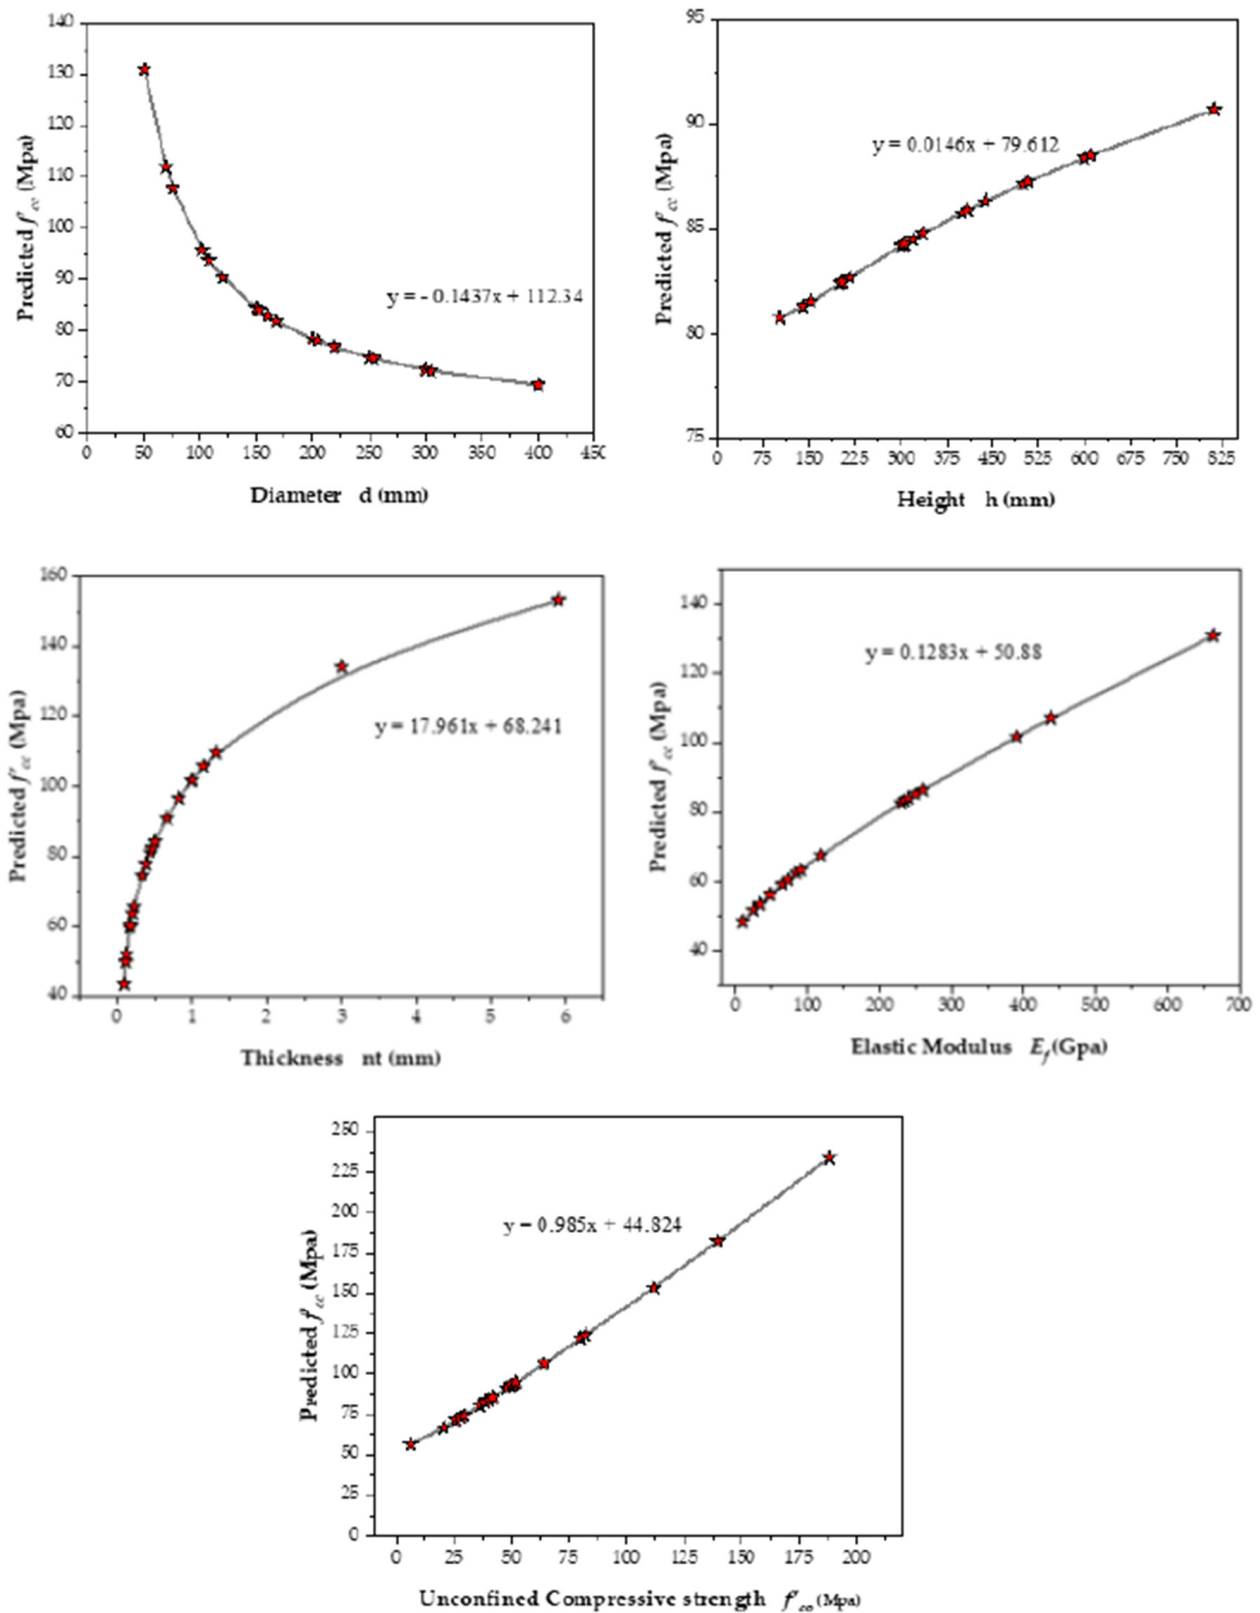 140
130
120
110
100
90
80
70
60
Predicted f'cc (Mpa)
y = - 0.1437x + 112.34
0 50 100 150 200 250 300 350 400 450
Diameter d (mm)
95
90
85
80
75
Predicted f'cc (Mpa)
y = 0.0146x + 79.612
0 75 150 225 300 375 450 525 600 675 750 825
Height h (mm)
160
140
120
100
80
60
40
Predicted f'cc (Mpa)
y = 17.961x + 68.241
0 1 2 3 4 5 6
Thickness nt (mm)
140
120
100
80
60
40
Predicted f'cc (Mpa)
y = 0.1283x + 50.88
0 100 200 300 400 500 600 700
Elastic Modulus Ef (Gpa)
250
225
200
175
150
125
100
75
50
25
0
Predicted f'cc (Mpa)
y = 0.985x + 44.824
0 25 50 75 100 125 150 175 200
Unconfined Compressive strength f'co (Mpa)